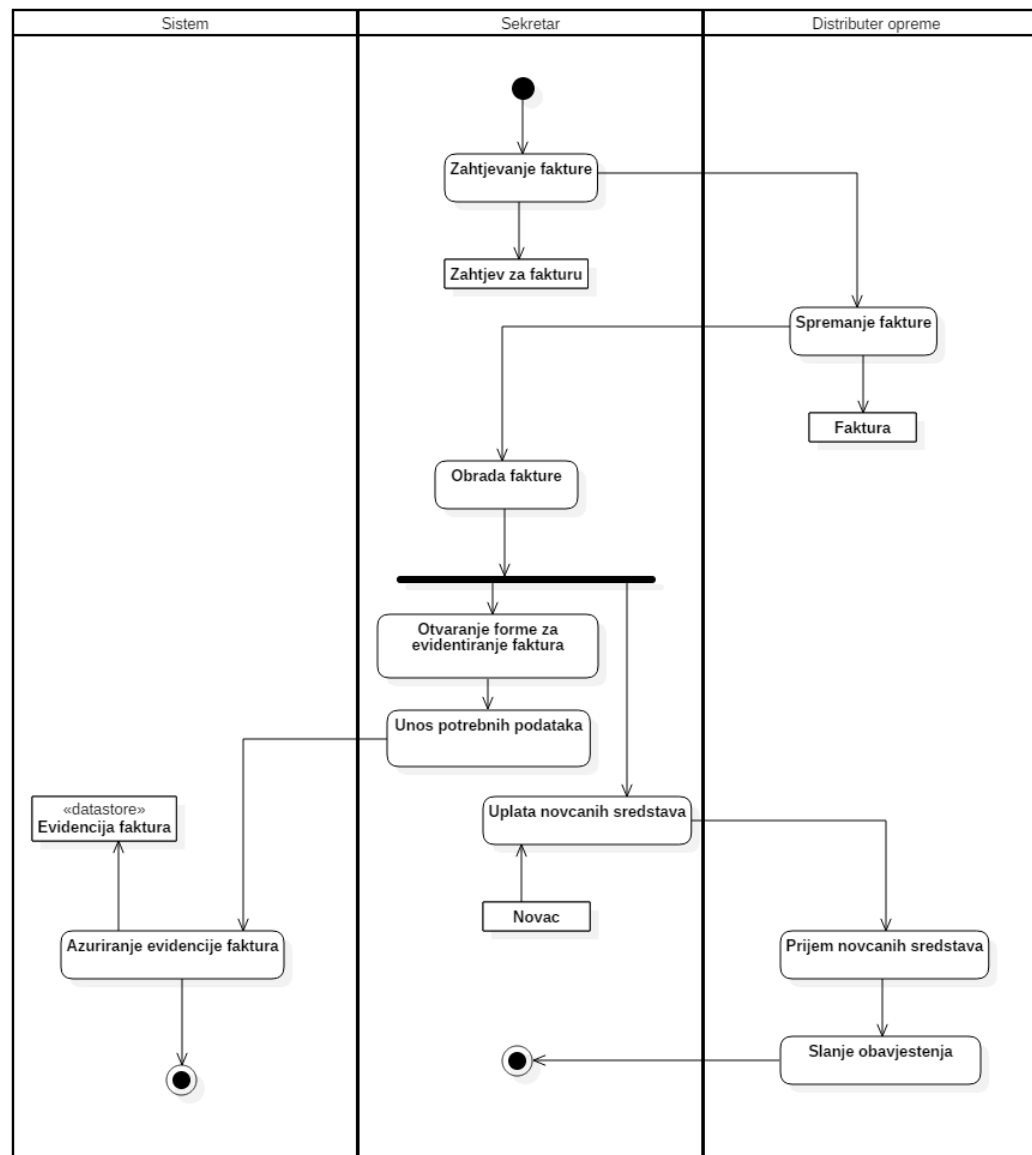 Sistem
Sekretar
Distributer opreme
Zahtjevanje fakture
Zahtjev za fakturu
Spremanje fakture
Faktura
Obrada fakture
Otvaranje forme za
evidentiranje faktura
Unos potrebnih podataka
«datastore»
Evidencija faktura
Uplata novcanih sredstava
Novac
Azuriranje evidencije faktura
Prijem novcanih sredstava
Slanje obavjestenja